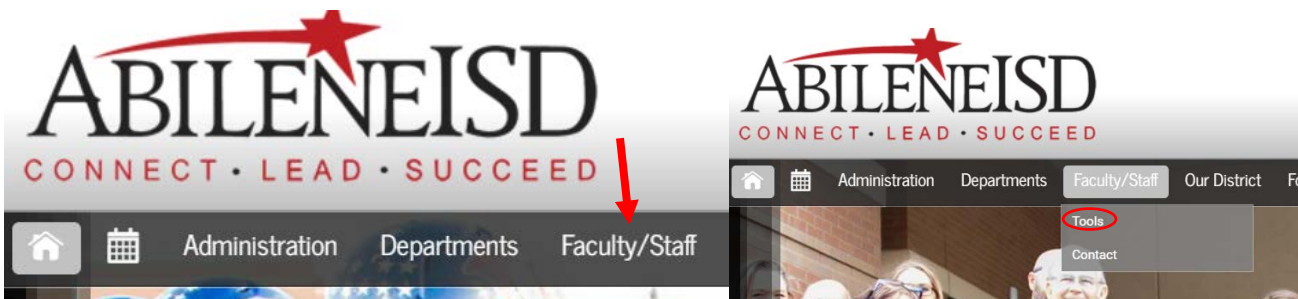 ABILENEISD
CONNECT • LEAD • SUCCEED
Administration Departments Faculty/Staff
ABILENEISD
CONNECT • LEAD • SUCCEED
Administration Departments Faculty/Staff Our District
Tools
Contact